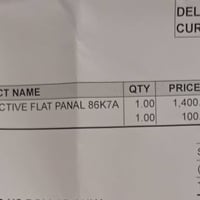 DEL
CUR
CT NAME QTY PRICE
CTIVE FLAT PANAL 86K7A 1.00 1,400.
1.00 100.